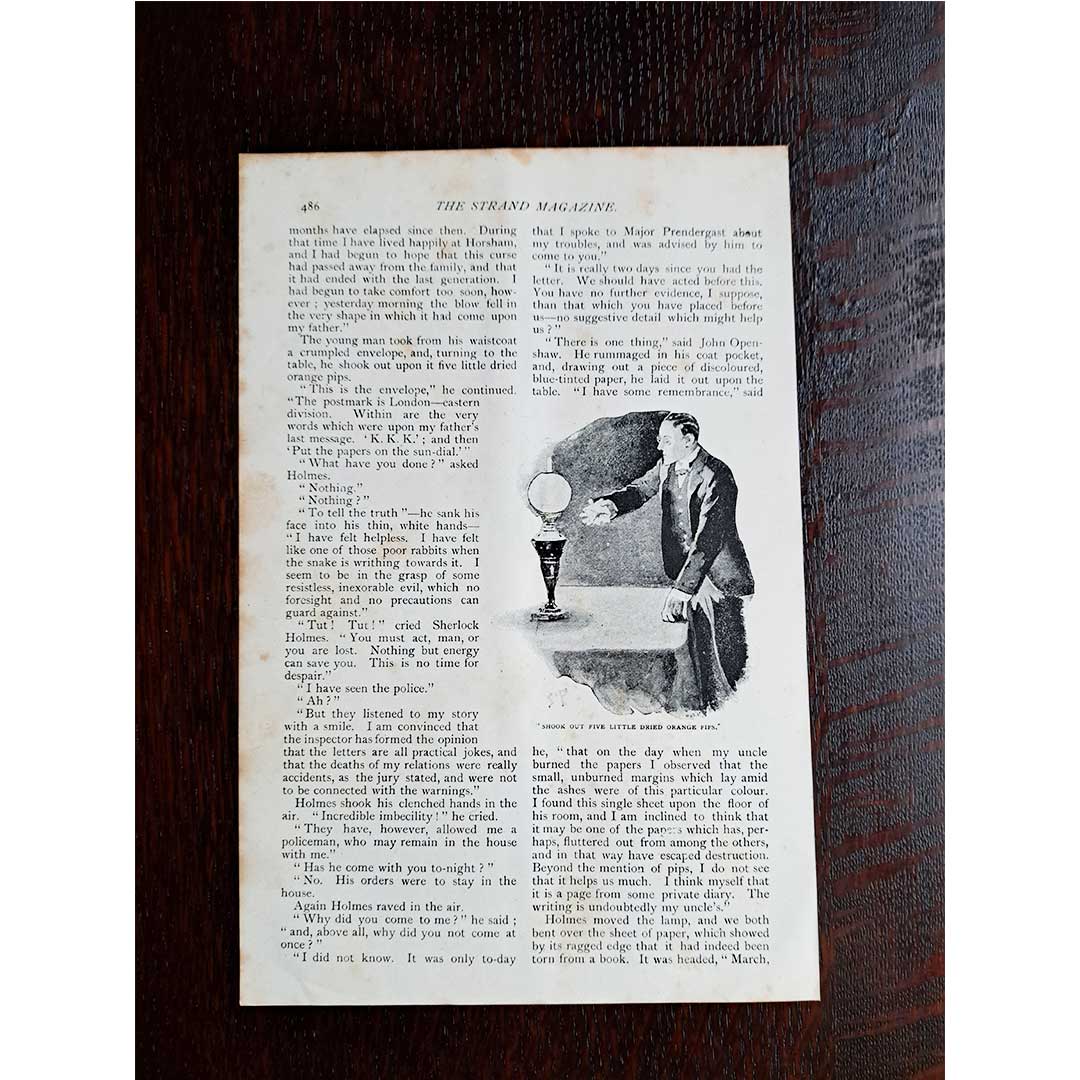 486
THE STRAND MAGAZINE.
months have elapsed since then. During
that time I have lived happily at Horsham,
and I had begun to hope that this curse
had passed away from the family, and that
it had ended with the last generation. I
had begun to take comfort too soon, how-
ever ; yesterday morning the blow fell in
the very shape in which it had come upon
my father."
The young man took from his waistcoat
a crumpled envelope, and, turning to the
table, he shook out upon it five little dried
orange pips.
"This is the envelope," he continued.
"The postmark is London—eastern
division. Within are the very
words which were upon my father's
last message. 'K. K. K.' ; and then
'Put the papers on the sun-dial.'"
"What have you done ?" asked
Holmes.
"Nothing."
"Nothing ?"
"To tell the truth"—he sank his
face into his thin, white hands—
"I have felt helpless. I have felt
like one of those poor rabbits when
the snake is writhing towards it. I
seem to be in the grasp of some
resistless, inexorable evil, which no
foresight and no precautions can
guard against."
"Tut ! Tut !" cried Sherlock
Holmes. "You must act, man, or
you are lost. Nothing but energy
can save you. This is no time for
despair."
"I have seen the police."
"Ah ?"
"But they listened to my story
with a smile. I am convinced that
the inspector has formed the opinion
that the letters are all practical jokes, and
that the deaths of my relations were really
accidents, as the jury stated, and were not
to be connected with the warnings."
Holmes shook his clenched hands in the
air. "Incredible imbecility !" he cried.
"They have, however, allowed me a
policeman, who may remain in the house
with me."
"Has he come with you to-night ?"
"No. His orders were to stay in the
house.
Again Holmes raved in the air.
"Why did you come to me ?" he said ;
"and, above all, why did you not come at
once ?"
"I did not know. It was only to-day
that I spoke to Major Prendergast about
my troubles, and was advised by him to
come to you."
"It is really two days since you had the
letter. We should have acted before this.
You have no further evidence, I suppose,
than that which you have placed before
us—no suggestive detail which might help
us ?"
"There is one thing," said John Open-
shaw. He rummaged in his coat pocket,
and, drawing out a piece of discoloured,
blue-tinted paper, he laid it out upon the
table. "I have some remembrance," said
"SHOOK OUT FIVE LITTLE DRIED ORANGE PIPS."
he, "that on the day when my uncle
burned the papers I observed that the
small, unburned margins which lay amid
the ashes were of this particular colour.
I found this single sheet upon the floor of
his room, and I am inclined to think that
it may be one of the papers which has, per-
haps, fluttered out from among the others,
and in that way have escaped destruction.
Beyond the mention of pips, I do not see
that it helps us much. I think myself that
it is a page from some private diary. The
writing is undoubtedly my uncle's."
Holmes moved the lamp, and we both
bent over the sheet of paper, which showed
by its ragged edge that it had indeed been
torn from a book. It was headed, "March,